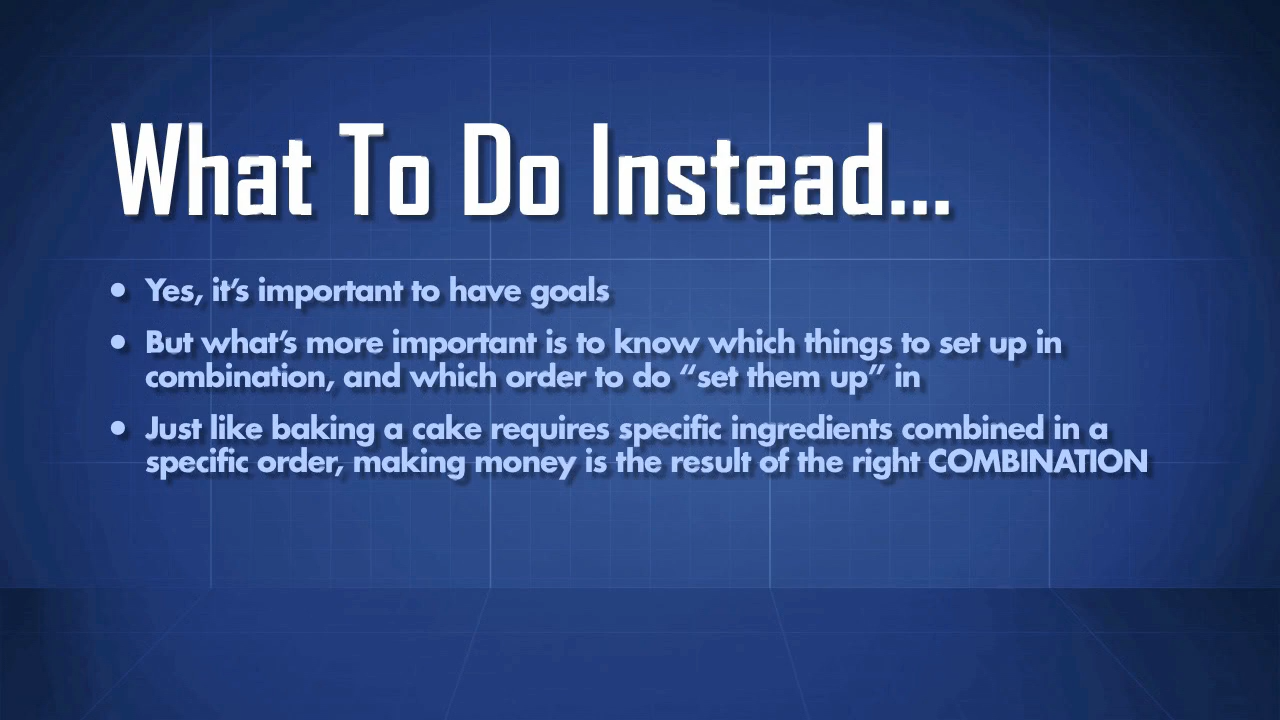 What To Do Instead...
• Yes, it’s important to have goals
• But what’s more important is to know which things to set up in
combination, and which order to do “set them up” in
• Just like baking a cake requires specific ingredients combined in a
specific order, making money is the result of the right COMBINATION